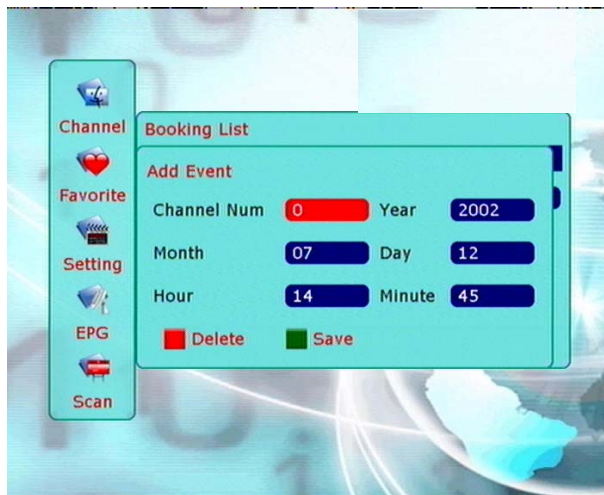 Channel
Favorite
Setting
EPG
Scan
Booking List
Add Event
Channel Num 0 Year 2002
Month 07 Day 12
Hour 14 Minute 45
Delete Save